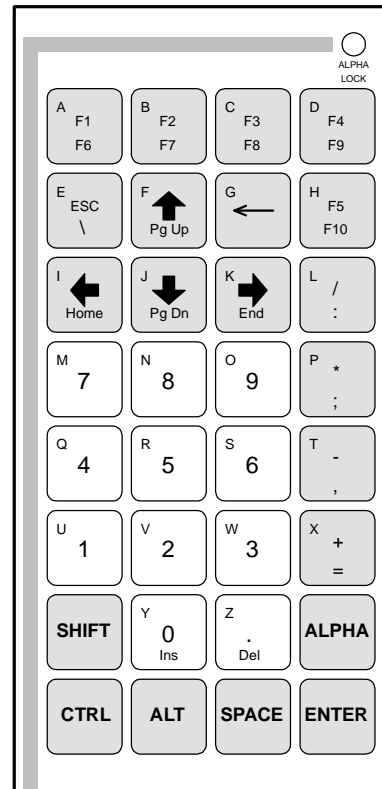 ALPHA
LOCK
A F1 F6
B F2 F7
C F3 F8
D F4 F9
E ESC \
F Pg Up
G
H F5 F10
I Home
J Pg Dn
K End
L / :
M 7
N 8
O 9
P * ;
Q 4
R 5
S 6
T - ,
U 1
V 2
W 3
X + =
SHIFT
Y 0 Ins
Z . Del
ALPHA
CTRL
ALT
SPACE
ENTER